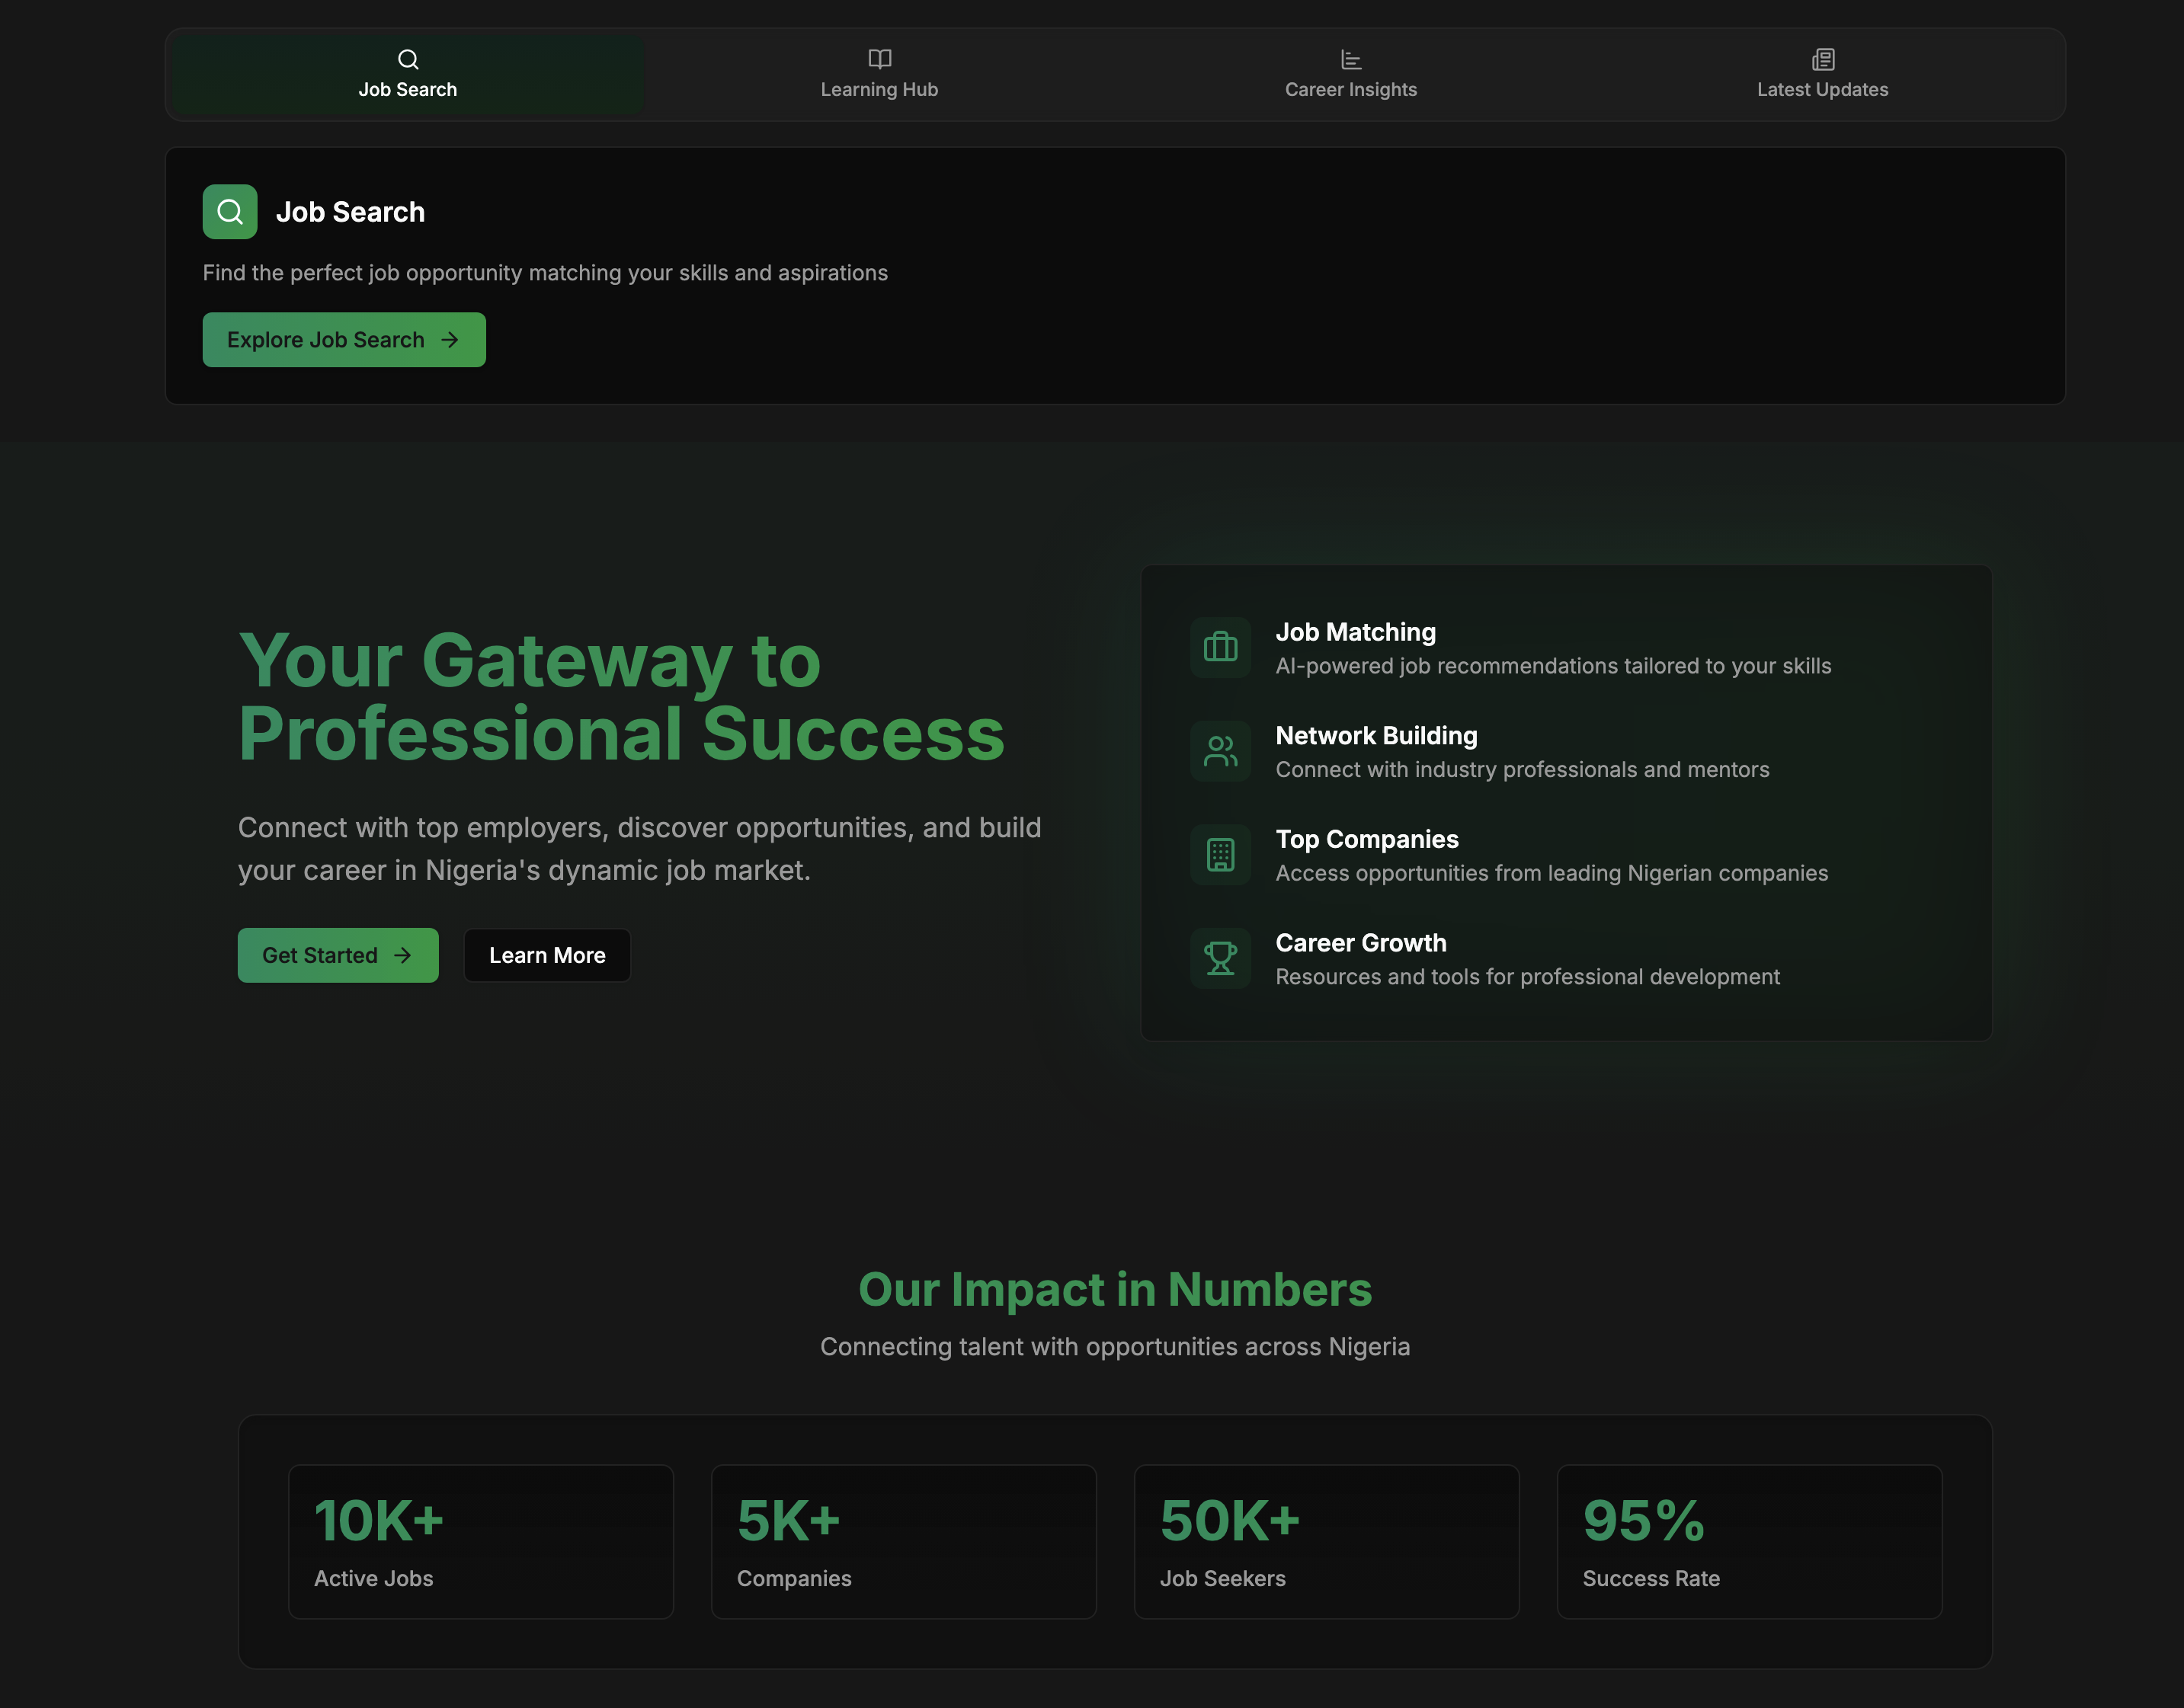 Job Search
Learning Hub
Career Insights
Latest Updates
Job Search
Find the perfect job opportunity matching your skills and aspirations
Explore Job Search
Your Gateway to
Professional Success
Connect with top employers, discover opportunities, and build
your career in Nigeria's dynamic job market.
Get Started
Learn More
Job Matching
AI-powered job recommendations tailored to your skills
Network Building
Connect with industry professionals and mentors
Top Companies
Access opportunities from leading Nigerian companies
Career Growth
Resources and tools for professional development
Our Impact in Numbers
Connecting talent with opportunities across Nigeria
10K+
Active Jobs
5K+
Companies
50K+
Job Seekers
95%
Success Rate